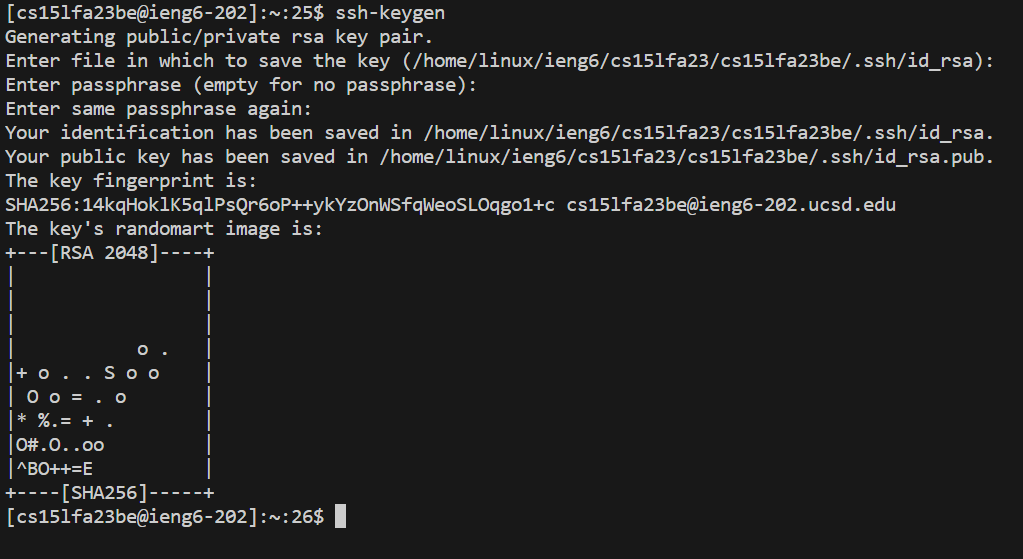 [cs15lfa23be@ieng6-202]:~:25$ ssh-keygen
Generating public/private rsa key pair.
Enter file in which to save the key (/home/linux/ieng6/cs15lfa23/cs15lfa23be/.ssh/id_rsa):
Enter passphrase (empty for no passphrase):
Enter same passphrase again:
Your identification has been saved in /home/linux/ieng6/cs15lfa23/cs15lfa23be/.ssh/id_rsa.
Your public key has been saved in /home/linux/ieng6/cs15lfa23/cs15lfa23be/.ssh/id_rsa.pub.
The key fingerprint is:
SHA256:14kqHoklK5qlPsQr6oP++ykYzOnWSfqWeoSLOqgo1+c cs15lfa23be@ieng6-202.ucsd.edu
The key's randomart image is:
+---[RSA 2048]----+
|                 |
|                 |
|                 |
|           o .   |
|+ o . . S o o    |
| O o = . o       |
|* %.= + .        |
|O#.O..oo         |
|^BO++=E          |
+----[SHA256]-----+
[cs15lfa23be@ieng6-202]:~:26$